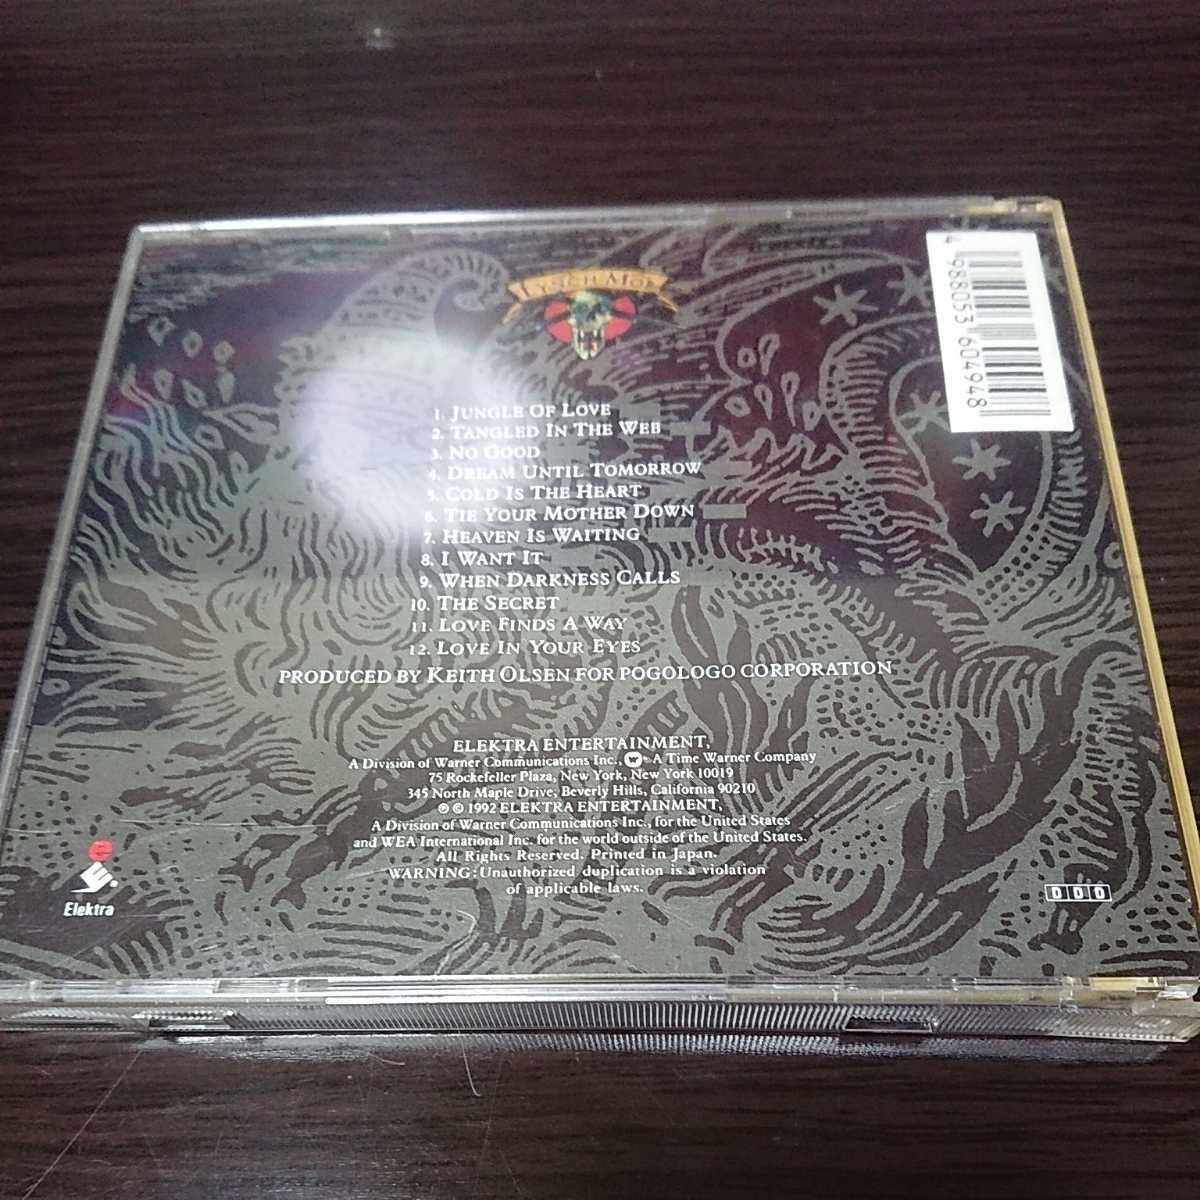 LYNCH MOB
4 988053 604948
1. JUNGLE OF LOVE
2. TANGLED IN THE WEB
3. NO GOOD
4. DREAM UNTIL TOMORROW
5. COLD IS THE HEART
6. TIE YOUR MOTHER DOWN
7. HEAVEN IS WAITING
8. I WANT IT
9. WHEN DARKNESS CALLS
10. THE SECRET
11. LOVE FINDS A WAY
12. LOVE IN YOUR EYES
PRODUCED BY KEITH OLSEN FOR POGOLOGO CORPORATION
ELEKTRA ENTERTAINMENT,
A Division of Warner Communications Inc., A Time Warner Company
75 Rockefeller Plaza, New York, New York 10019
345 North Maple Drive, Beverly Hills, California 90210
℗ © 1992 ELEKTRA ENTERTAINMENT,
A Division of Warner Communications Inc., for the United States
and WEA International Inc. for the world outside of the United States.
All Rights Reserved. Printed in Japan.
WARNING: Unauthorized duplication is a violation
of applicable laws.
e
Elektra
DDD